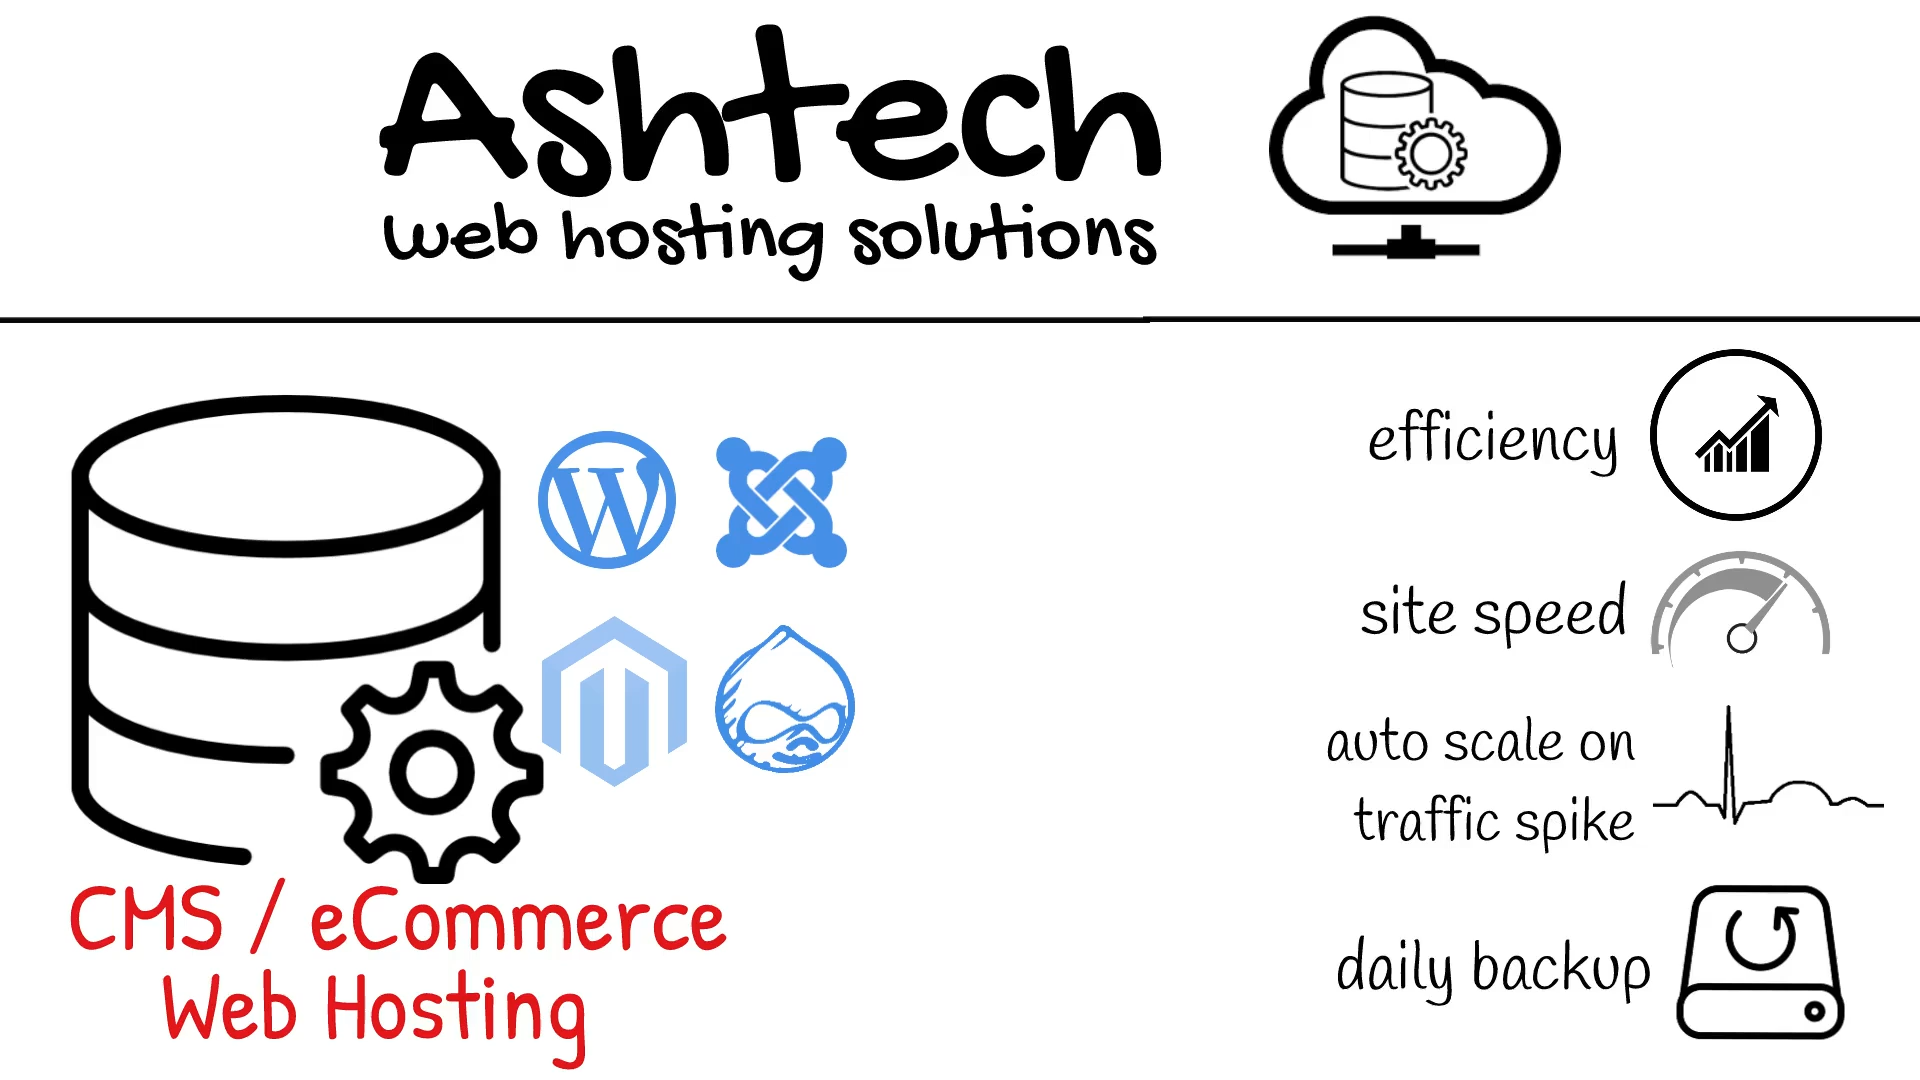 Ashtech
web hosting solutions
efficiency
site speed
auto scale on
traffic spike
daily backup
CMS / eCommerce
Web Hosting